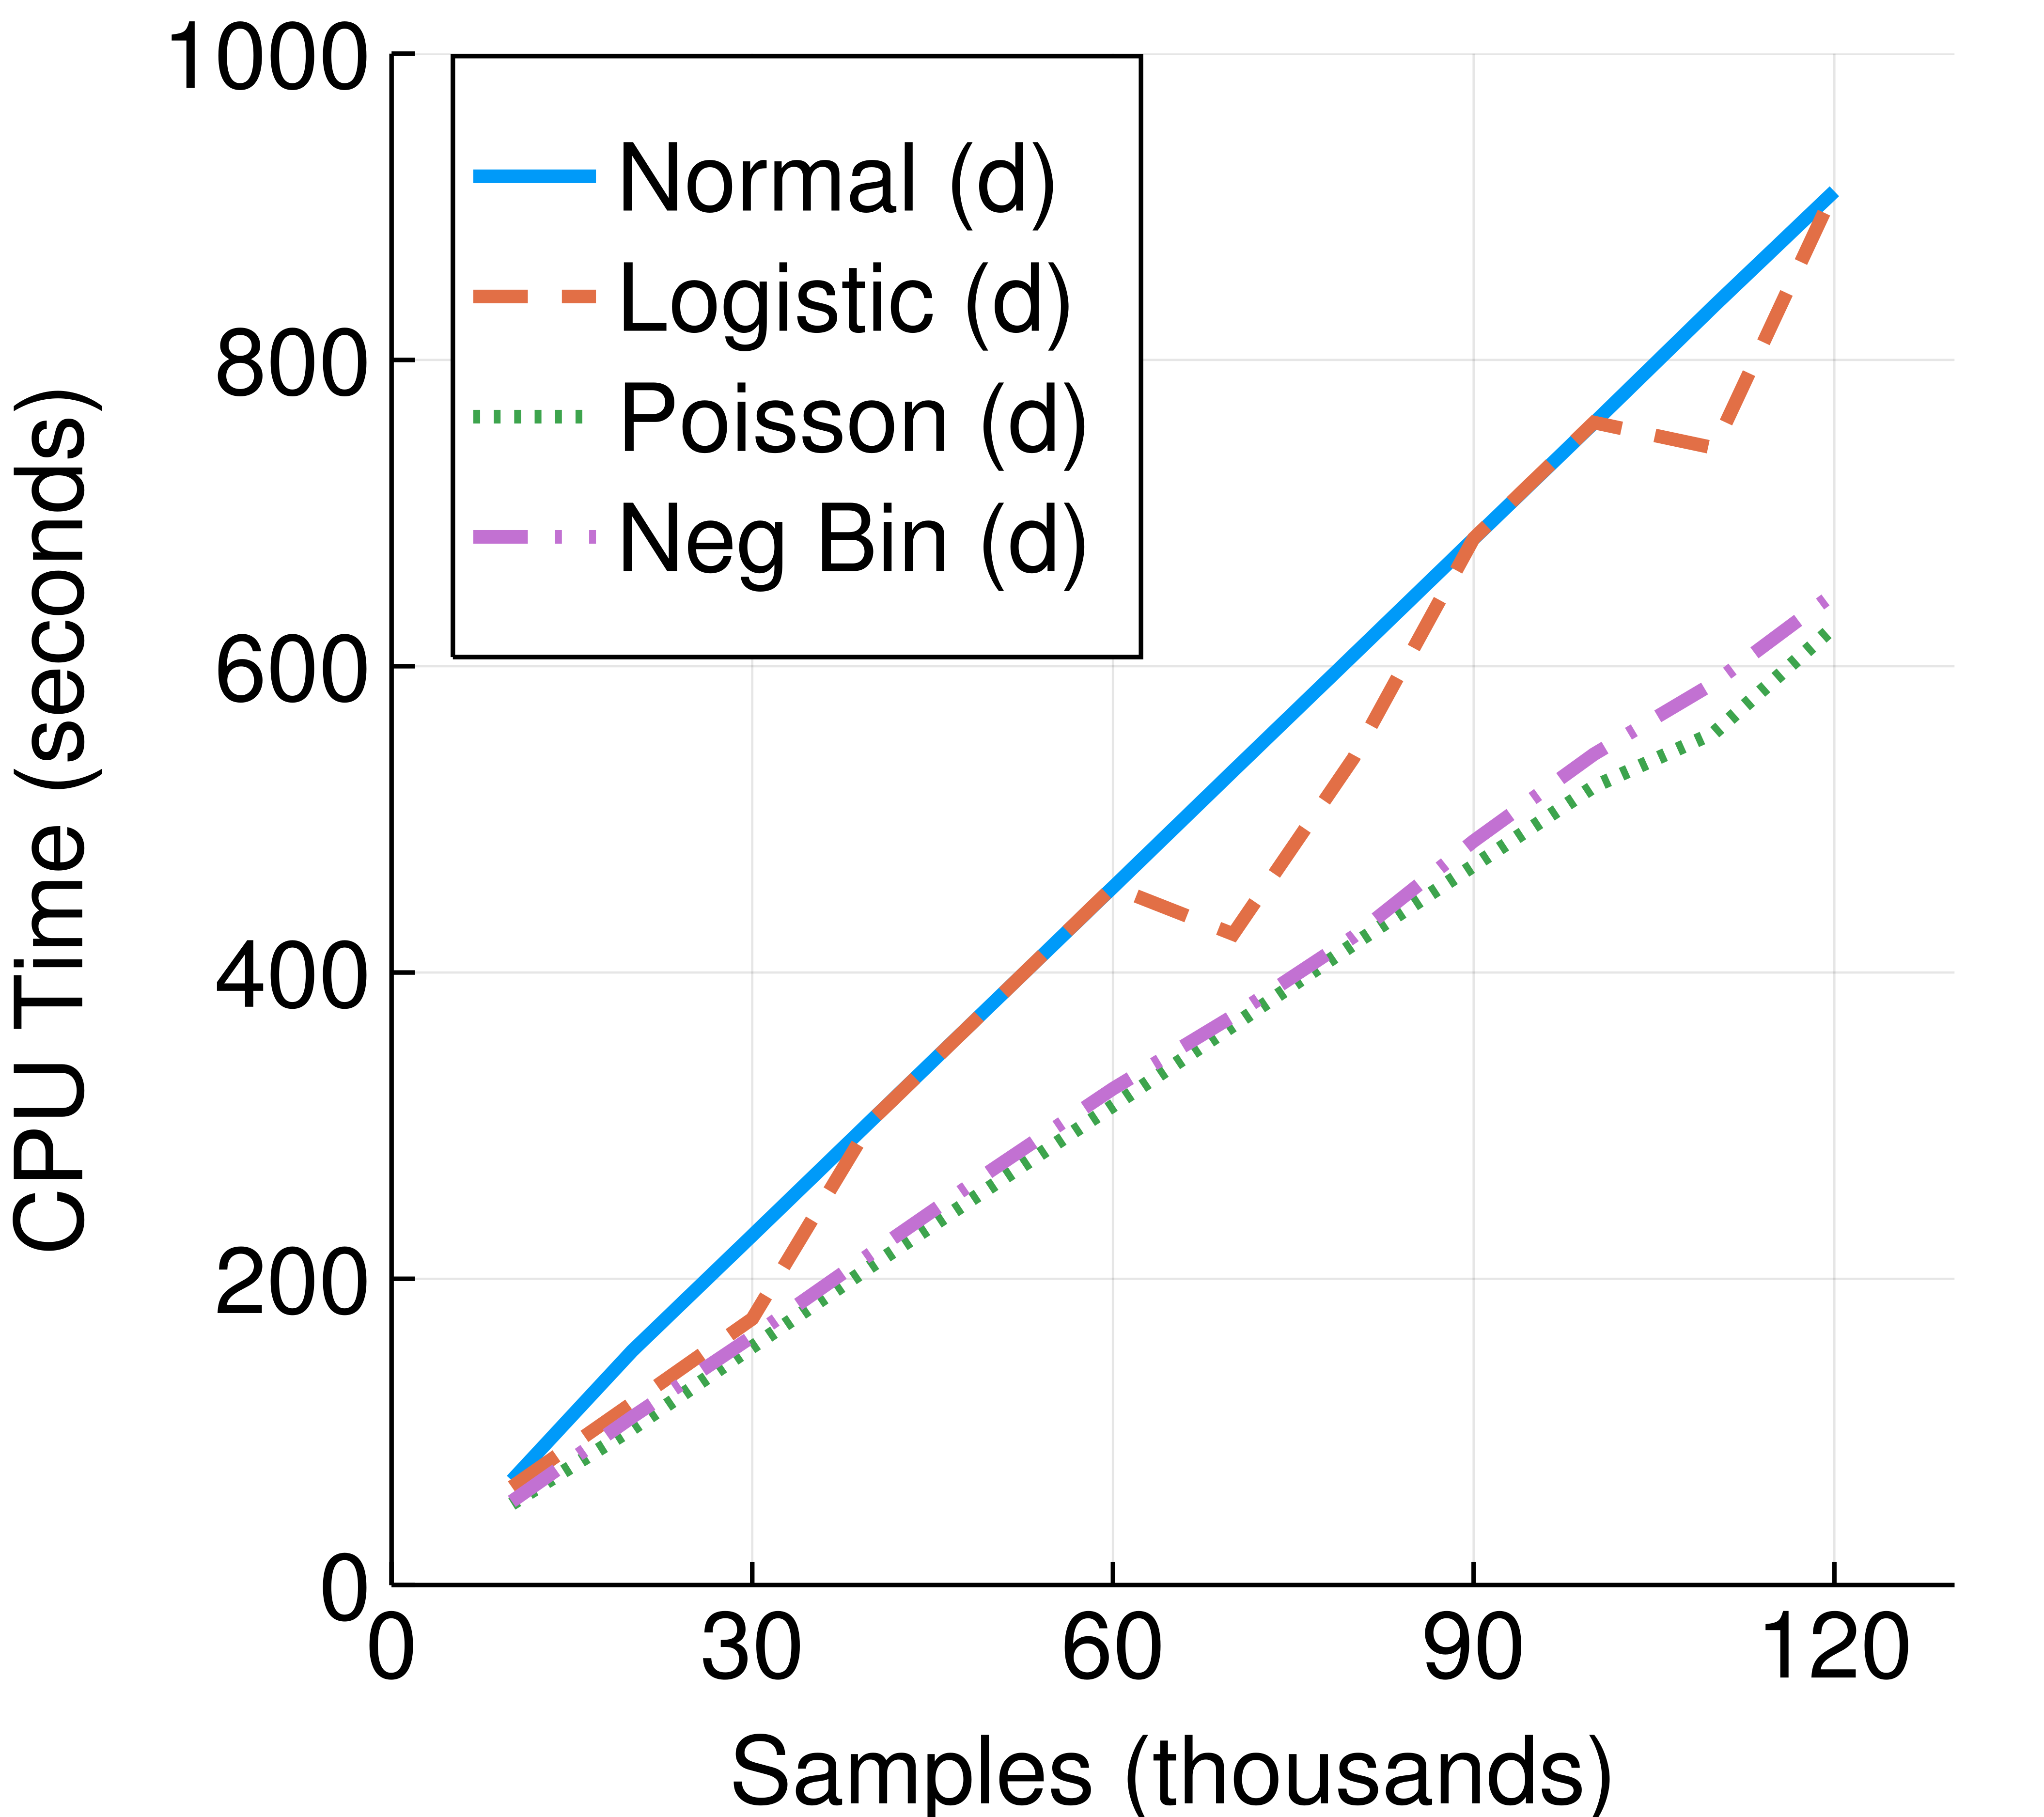 1000
800
600
400
200
0
CPU Time (seconds)
Normal (d)
Logistic (d)
Poisson (d)
Neg Bin (d)
0 30 60 90 120
Samples (thousands)